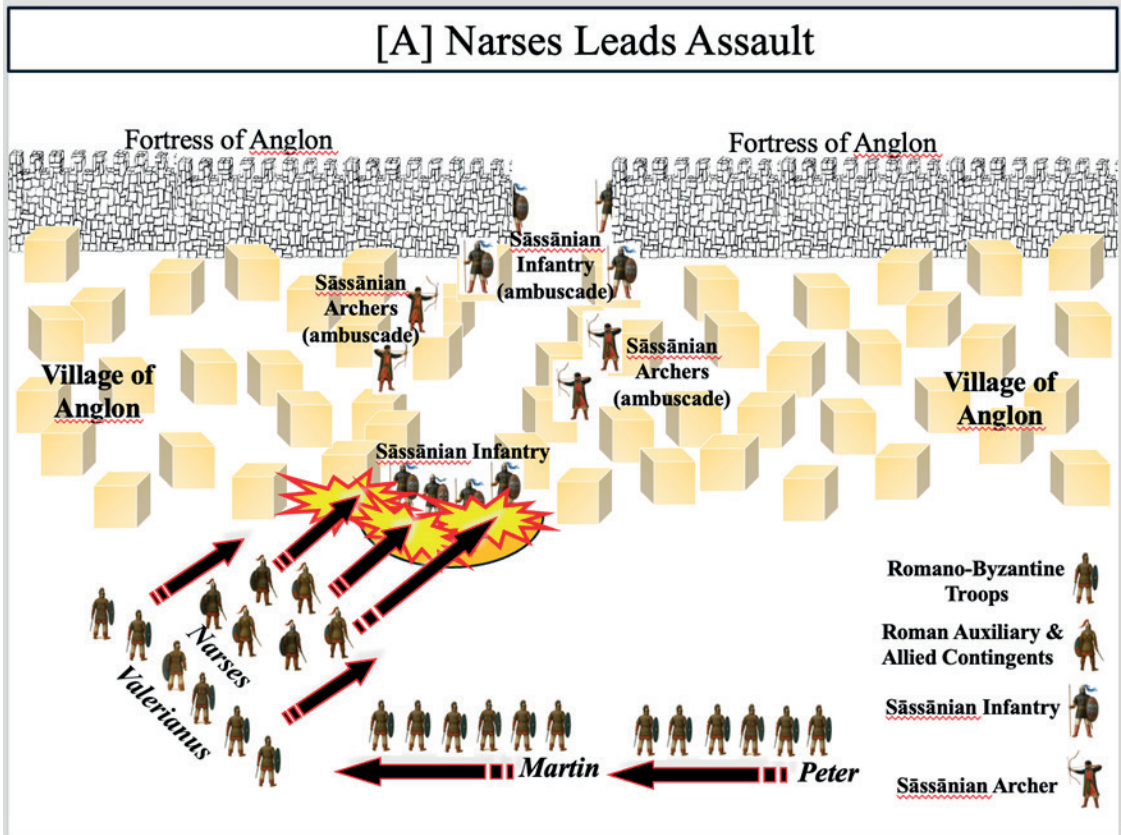 [A] Narses Leads Assault
Fortress of Anglon
Fortress of Anglon
Sāssānian
Infantry
(ambuscade)
Sāssānian
Archers
(ambuscade)
Sāssānian
Archers
(ambuscade)
Village of
Anglon
Village of
Anglon
Sāssānian Infantry
Narses
Valerianus
Martin
Peter
Romano-Byzantine
Troops
Roman Auxiliary &
Allied Contingents
Sāssānian Infantry
Sāssānian Archer